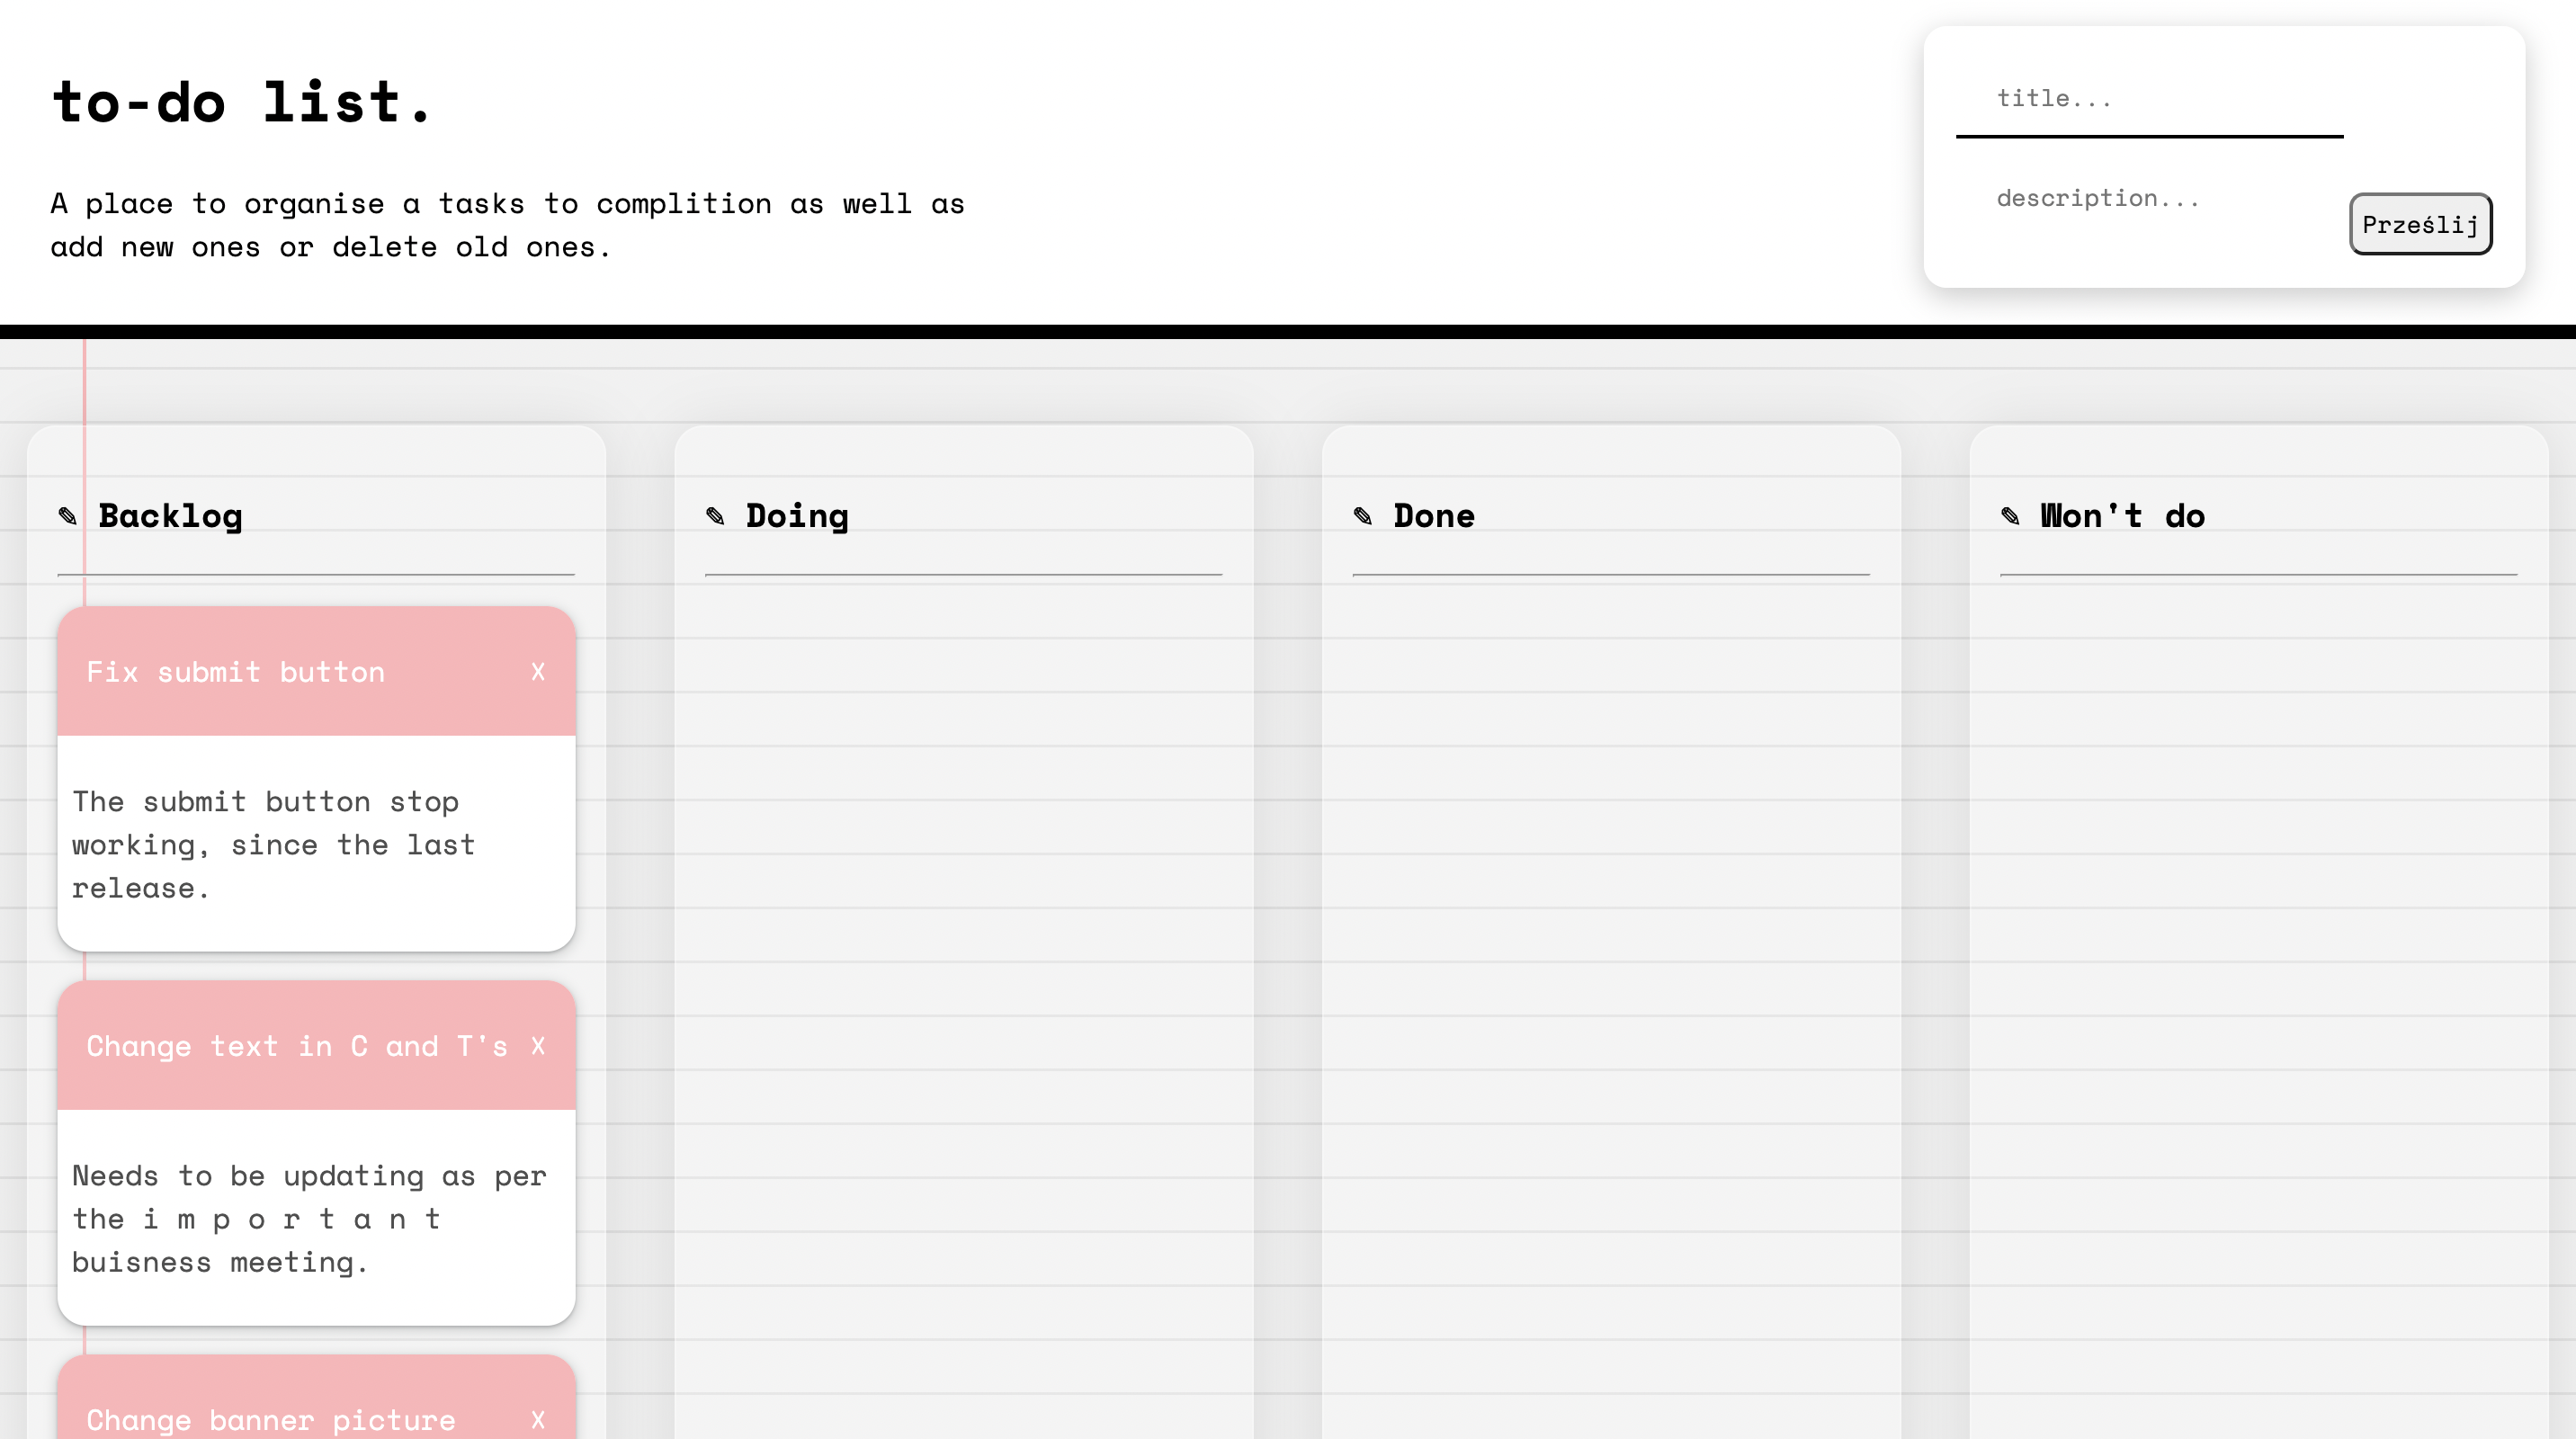 to-do list.
A place to organise a tasks to complition as well as
add new ones or delete old ones.
title...
description...
Prześlij
✎ Backlog
Fix submit button X
The submit button stop
working, since the last
release.
Change text in C and T's X
Needs to be updating as per
the i m p o r t a n t
buisness meeting.
Change banner picture X
✎ Doing
✎ Done
✎ Won't do